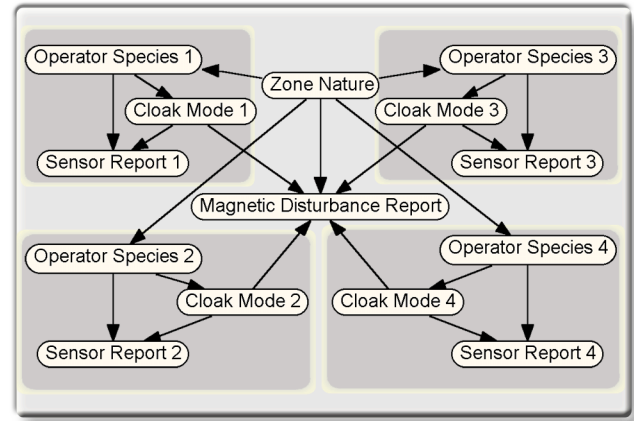 Operator Species 1
Cloak Mode 1
Sensor Report 1
Zone Nature
Operator Species 3
Cloak Mode 3
Sensor Report 3
Magnetic Disturbance Report
Operator Species 2
Cloak Mode 2
Sensor Report 2
Operator Species 4
Cloak Mode 4
Sensor Report 4